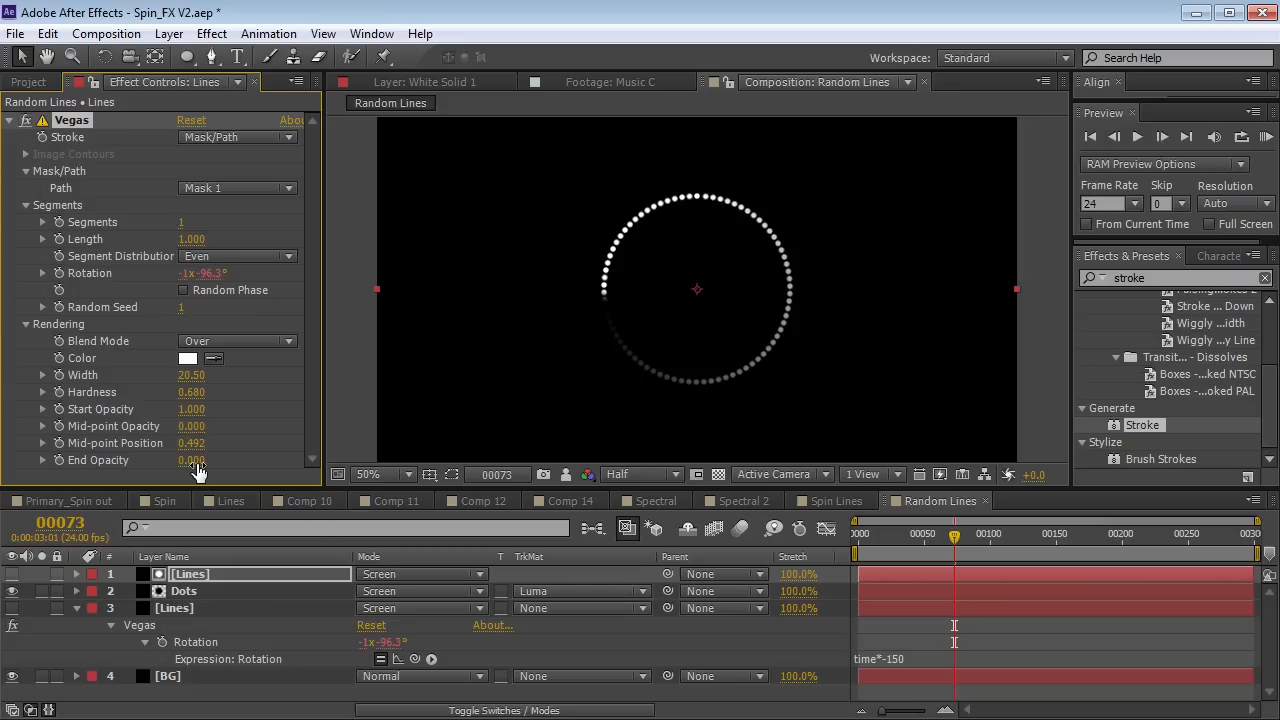 Adobe After Effects - Spin_FX V2.aep *
File Edit Composition Layer Effect Animation View Window Help
Workspace: Standard Search Help
Project Effect Controls: Lines Layer: White Solid 1 Footage: Music C Composition: Random Lines Align
Random Lines • Lines Random Lines
fx Vegas Reset Abou
Preview
Stroke Mask/Path
Image Contours
Mask/Path
RAM Preview Options
Path Mask 1
Frame Rate Skip Resolution
Segments
24 0 Auto
Segments 1
From Current Time Full Screen
Length 1.000
Segment Distribution Even
Effects & Presets Characte
Rotation -1x-96.3°
stroke
Random Phase
Random Seed 1
Stroke ... Down
Wiggly ...idth
Rendering
Wiggly ...y Line
Blend Mode Over
Transit... - Dissolves
Color
Boxes -...ked NTSC
Width 20.50
Boxes -...oked PAL
Hardness 0.680
Generate
Start Opacity 1.000
Stroke
Mid-point Opacity 0.000
Stylize
Mid-point Position 0.492
Brush Strokes
End Opacity 0.000
50% 00073 Half Active Camera 1 View +0.0
Primary_Spin out Spin Lines Comp 10 Comp 11 Comp 12 Comp 14 Spectral Spectral 2 Spin Lines Random Lines
00073
0:00:03:01 (24.00 fps)
0000 00050 00100 00150 00200 00250 0030
# Layer Name Mode T TrkMat Parent Stretch
1 [Lines] Screen None 100.0%
2 Dots Screen Luma None 100.0%
3 [Lines] Screen None None 100.0%
fx Vegas Reset About...
Rotation -1x-96.3°
Expression: Rotation time*-150
4 [BG] Normal None None 100.0%
Toggle Switches / Modes